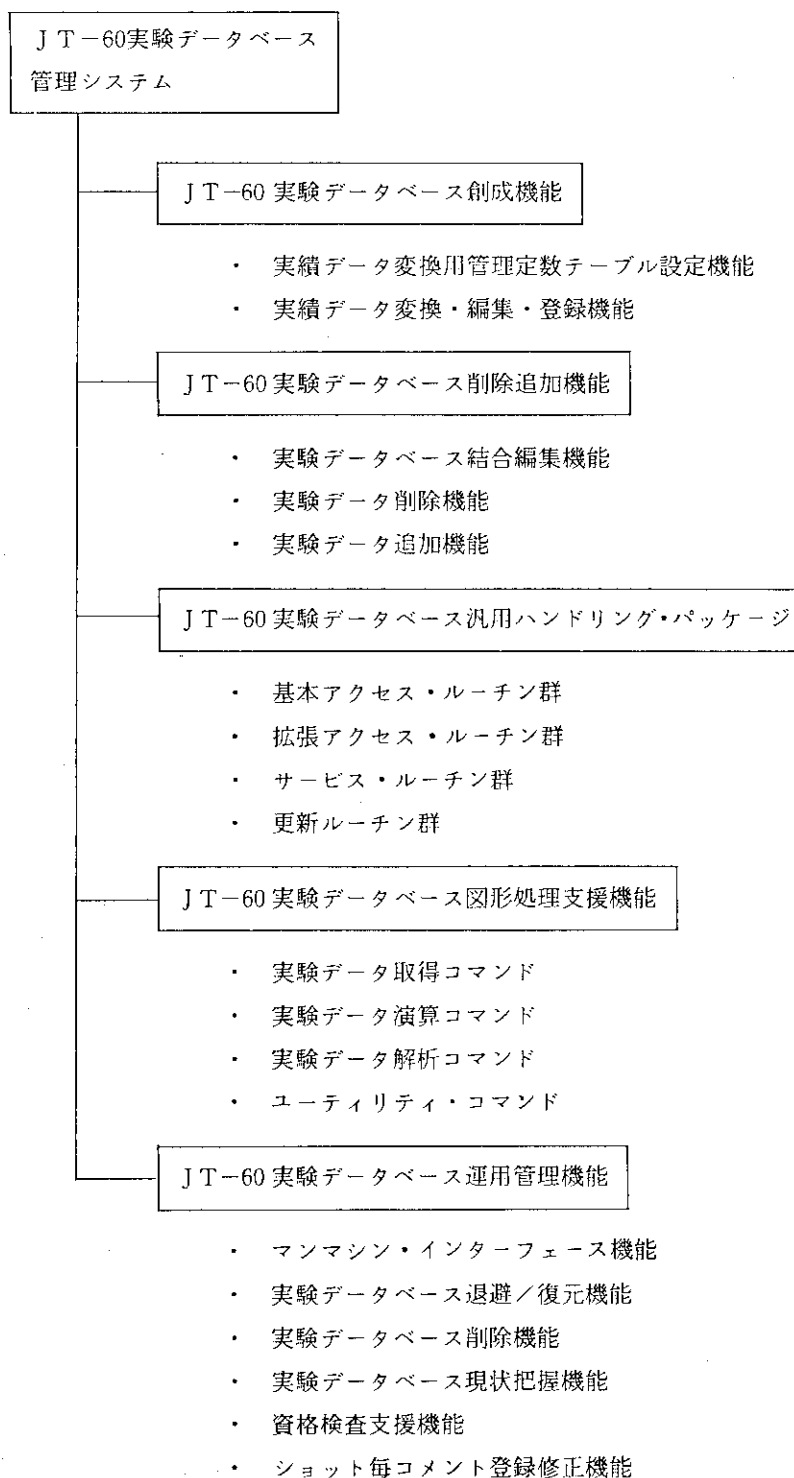 JT-60実験データベース
管理システム
JT-60実験データベース創成機能
・ 実績データ変換用管理定数テーブル設定機能
・ 実績データ変換・編集・登録機能
JT-60実験データベース削除追加機能
・ 実験データベース結合編集機能
・ 実験データ削除機能
・ 実験データ追加機能
JT-60実験データベース汎用ハンドリング・パッケージ
・ 基本アクセス・ルーチン群
・ 拡張アクセス・ルーチン群
・ サービス・ルーチン群
・ 更新ルーチン群
JT-60実験データベース図形処理支援機能
・ 実験データ取得コマンド
・ 実験データ演算コマンド
・ 実験データ解析コマンド
・ ユーティリティ・コマンド
JT-60実験データベース運用管理機能
・ マンマシン・インターフェース機能
・ 実験データベース退避/復元機能
・ 実験データベース削除機能
・ 実験データベース現状把握機能
・ 資格検査支援機能
・ ショット毎コメント登録修正機能